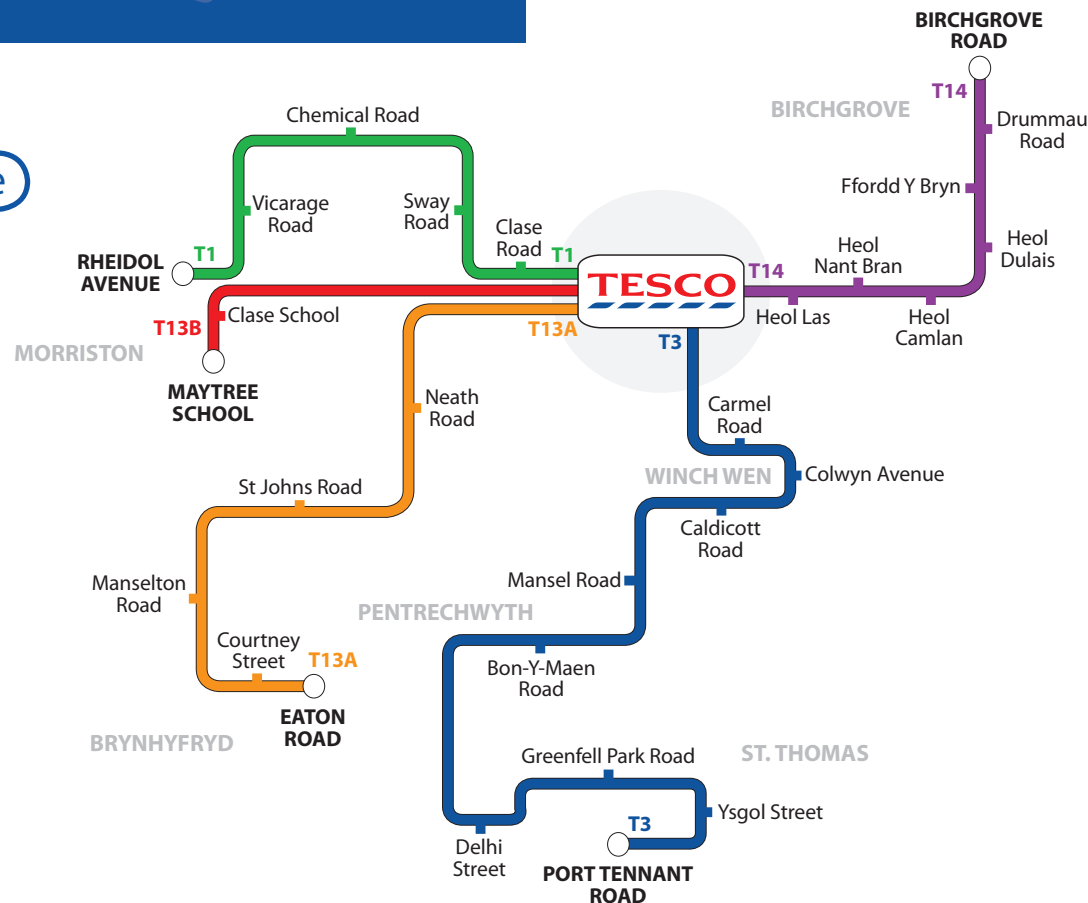 BIRCHGROVE
ROAD
T14
BIRCHGROVE
Drummau
Road
Chemical Road
e
Ffordd Y Bryn
Vicarage
Road
Sway
Road
Clase
Road
Heol
Nant Bran
Heol
Dulais
T1
T1
RHEIDOL
AVENUE
TESCO
T14
Heol Las
Heol
Camlan
Clase School
T13B
T13A
T3
MORRISTON
MAYTREE
SCHOOL
Neath
Road
Carmel
Road
WINCH WEN
Colwyn Avenue
St Johns Road
Caldicott
Road
Manselton
Road
Mansel Road
PENTRECHWYTH
Courtney
Street
T13A
Bon-Y-Maen
Road
EATON
ROAD
BRYNHYFRYD
Greenfell Park Road
ST. THOMAS
Ysgol Street
T3
Delhi
Street
PORT TENNANT
ROAD